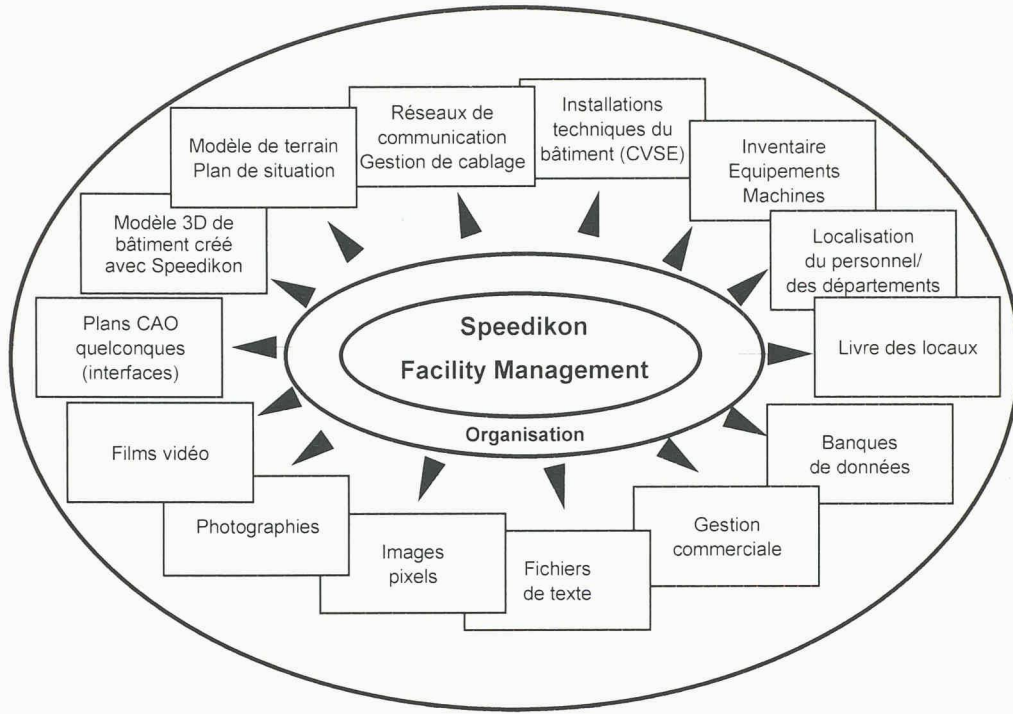 Réseaux de
communication
Gestion de cablage
Installations
techniques du
bâtiment (CVSE)
Modèle de terrain
Plan de situation
Inventaire
Equipements
Machines
Modèle 3D de
bâtiment créé
avec Speedikon
Localisation
du personnel/
des départements
Plans CAO
quelconques
(interfaces)
Speedikon
Facility Management
Organisation
Livre des locaux
Films vidéo
Banques
de données
Photographies
Gestion
commerciale
Images
pixels
Fichiers
de texte